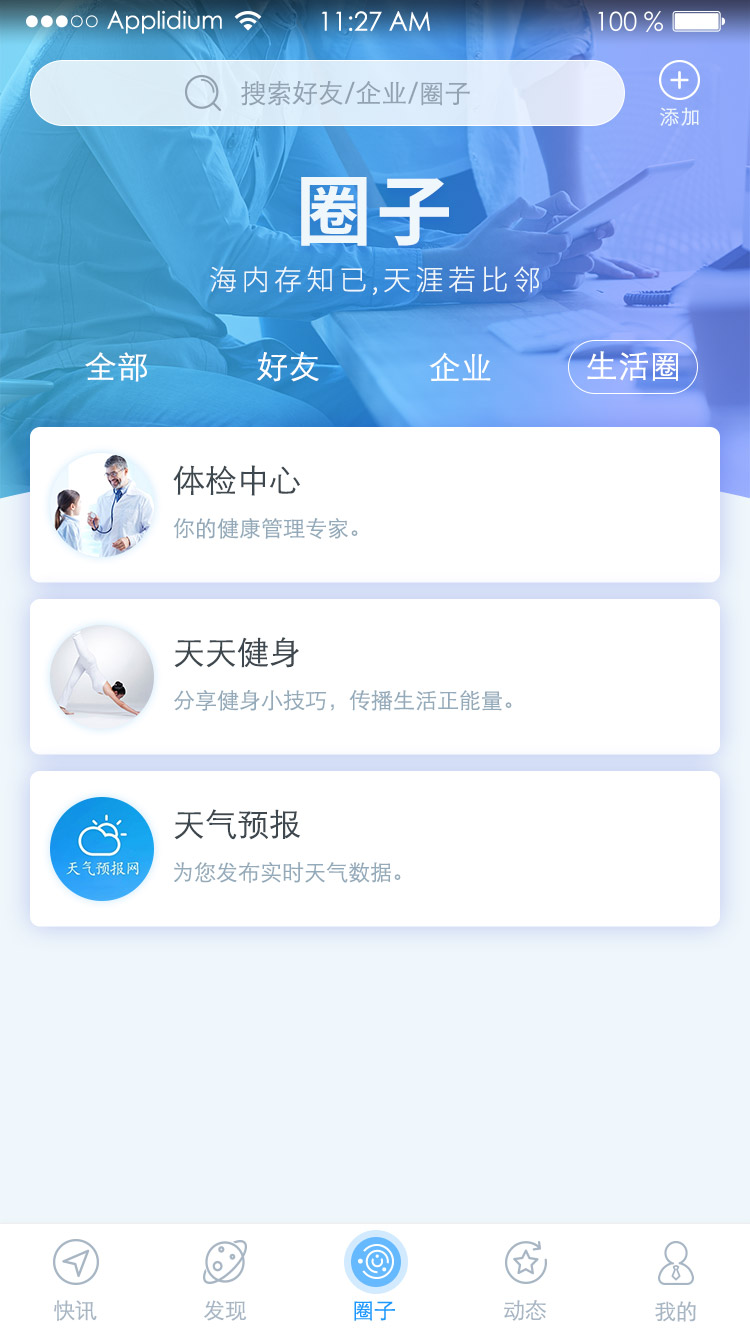 Applidium 11:27 AM 100 %
搜索好友/企业/圈子
添加
圈子
海内存知已,天涯若比邻
全部 好友 企业 生活圈
体检中心
你的健康管理专家。
天天健身
分享健身小技巧，传播生活正能量。
天气预报
天气预报网
为您发布实时天气数据。
快讯 发现 圈子 动态 我的